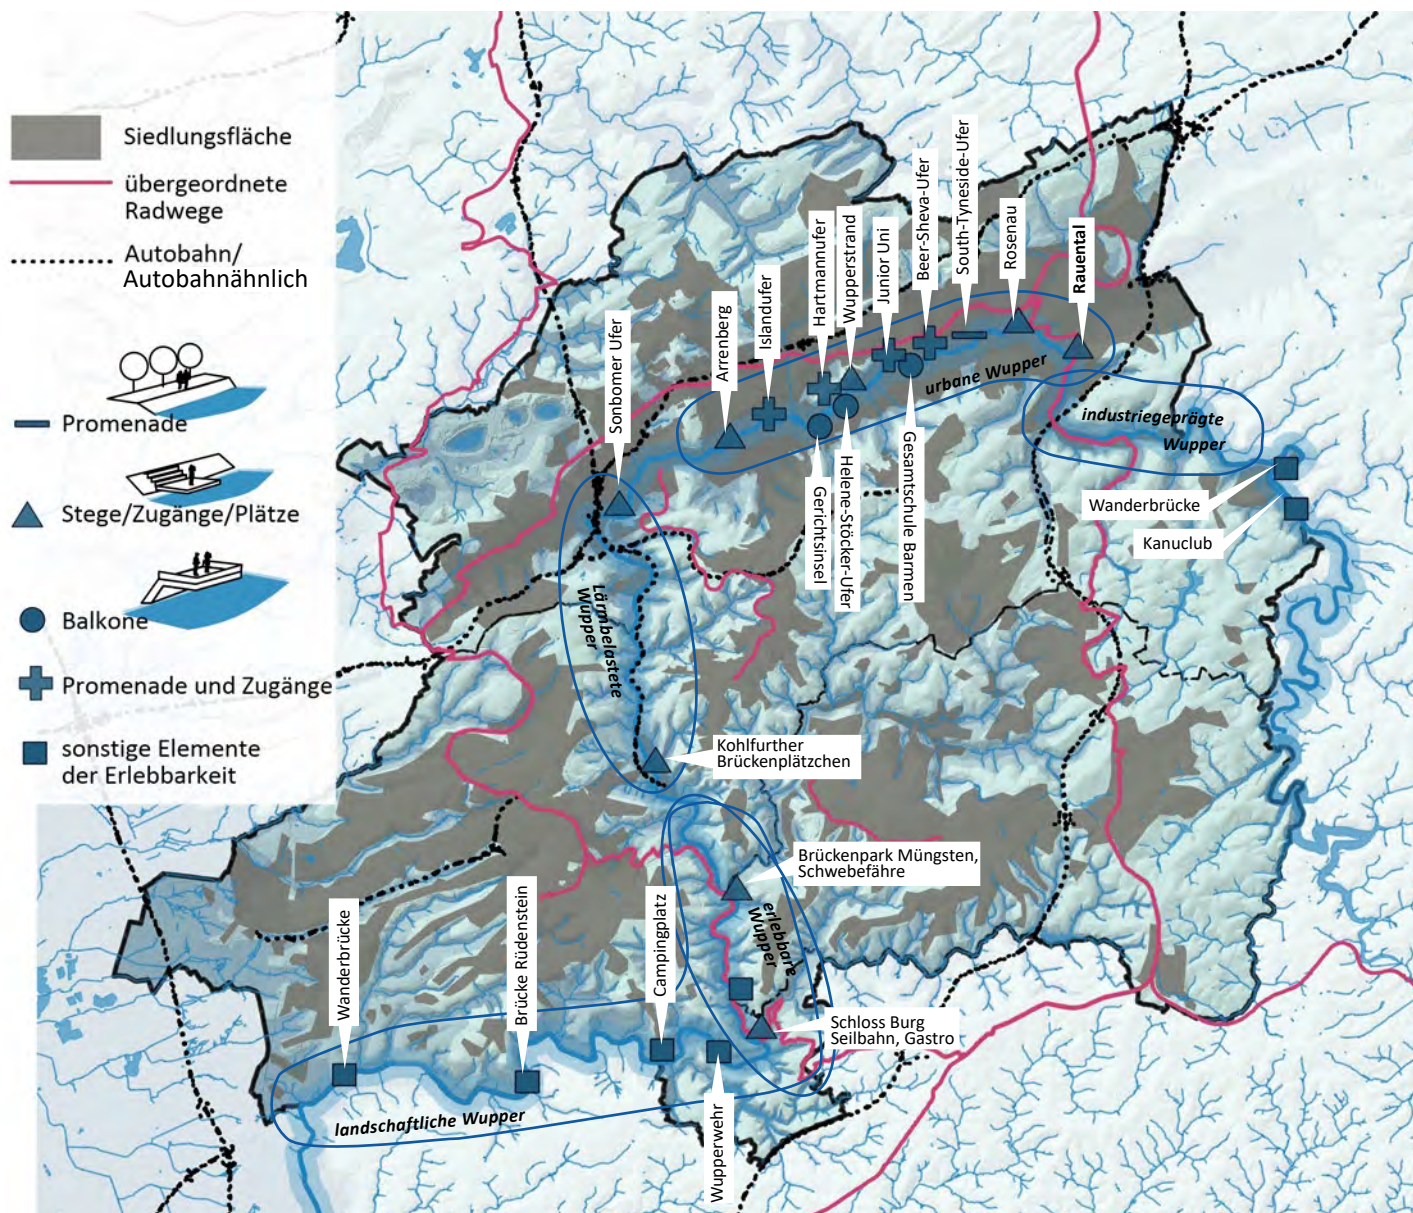 Siedlungsfläche
übergeordnete
Radwege
Autobahn/
Autobahnähnlich
Promenade
Stege/Zugänge/Plätze
Balkone
Promenade und Zugänge
sonstige Elemente
der Erlebbarkeit
Sonbomer Ufer
Arrenberg
Islandufer
Hartmannufer
Wupperstrand
Junior Uni
Beer-Sheva-Ufer
South-Tyneside-Ufer
Rosenau
Rauental
urbane Wupper
industriegeprägte
Wupper
Wanderbrücke
Kanuclub
Gerichtsinsel
Helene-Stöcker-Ufer
Gesamtschule Barmen
Lärmbelastete
Wupper
Kohlfurther
Brückenplätzchen
Brückenpark Müngsten,
Schwebefähre
erlebbare
Wupper
Schloss Burg
Seilbahn, Gastro
Wanderbrücke
Brücke Rüdenstein
Campingplatz
Wupperwehr
landschaftliche Wupper